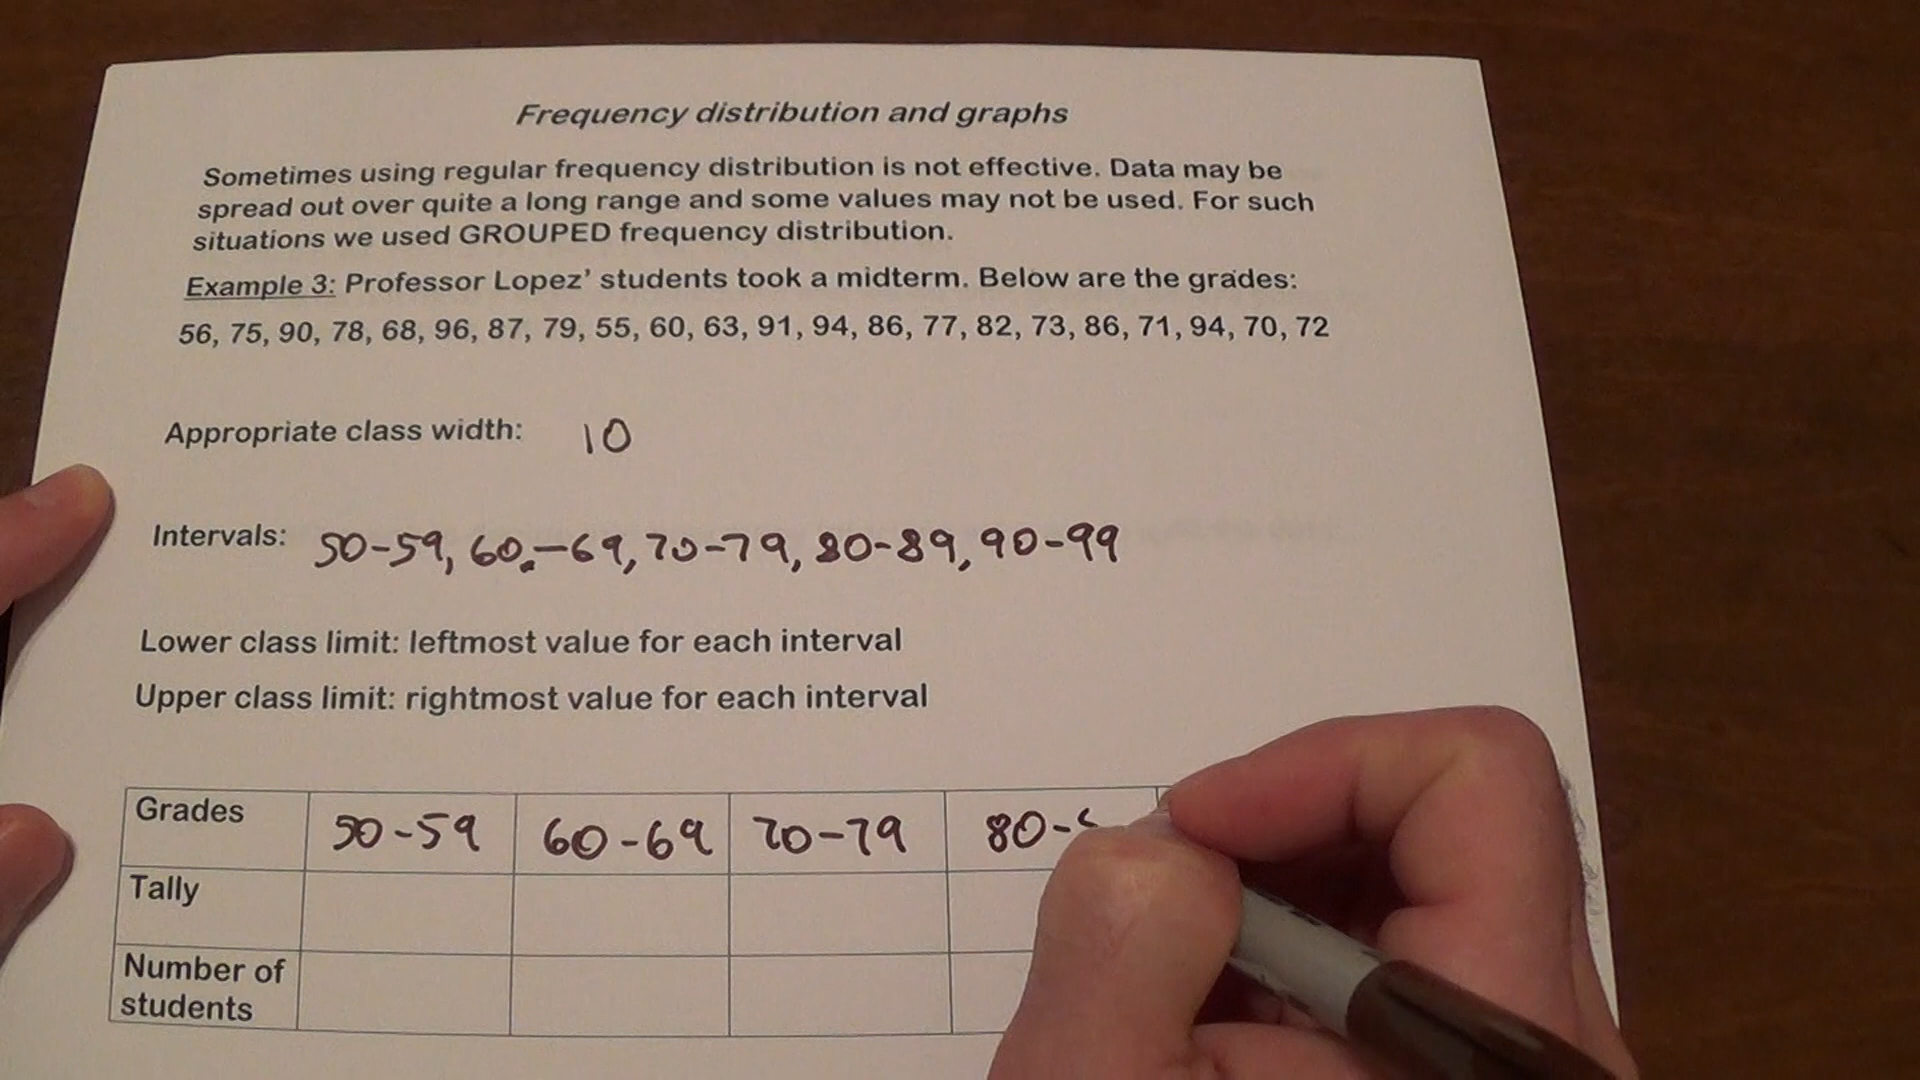 Frequency distribution and graphs
Sometimes using regular frequency distribution is not effective. Data may be
spread out over quite a long range and some values may not be used. For such
situations we used GROUPED frequency distribution.
Example 3: Professor Lopez’ students took a midterm. Below are the grades:
56, 75, 90, 78, 68, 96, 87, 79, 55, 60, 63, 91, 94, 86, 77, 82, 73, 86, 71, 94, 70, 72
Appropriate class width: 10
Intervals: 50-59, 60-69, 70-79, 80-89, 90-99
Lower class limit: leftmost value for each interval
Upper class limit: rightmost value for each interval
Grades 50-59 60-69 70-79 80-
Tally
Number of
students